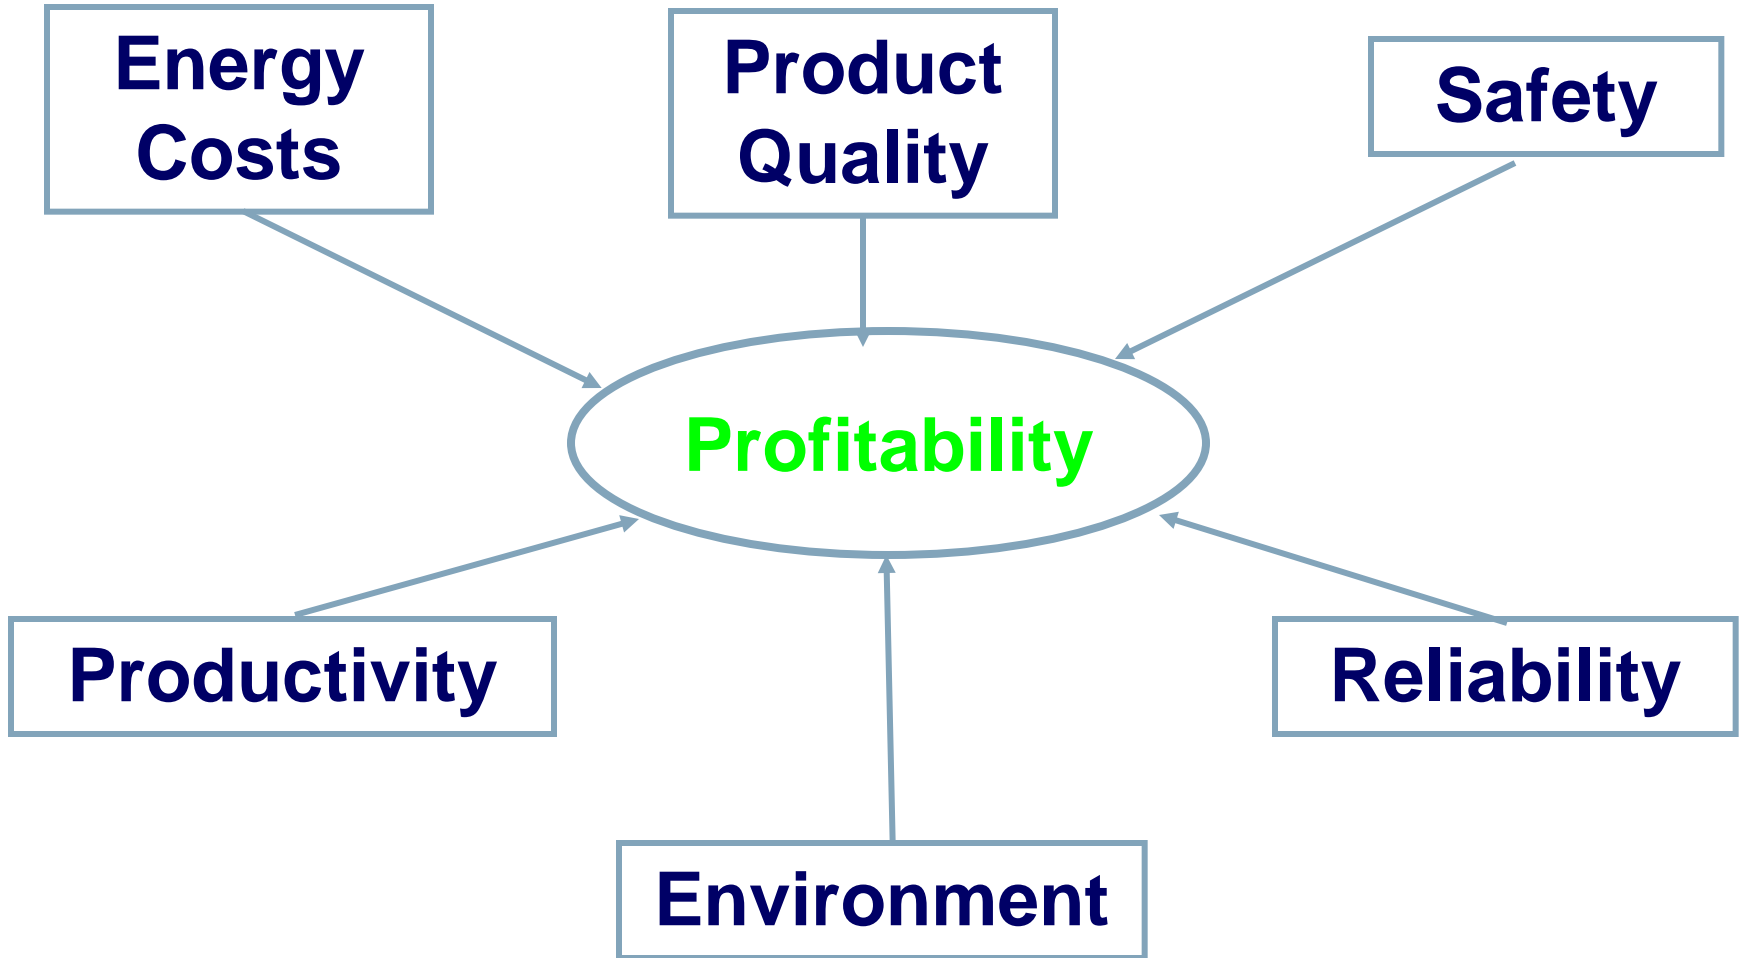 Energy
Costs
Product
Quality
Safety
Profitability
Productivity
Reliability
Environment